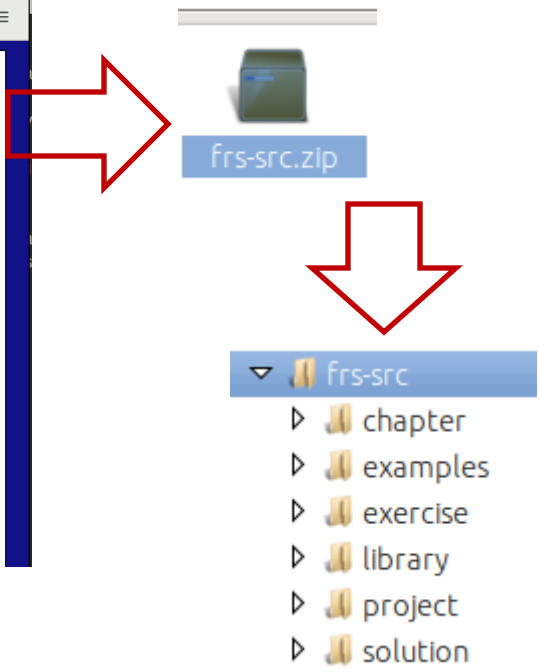 frs-src.zip
frs-src
chapter
examples
exercise
library
project
solution